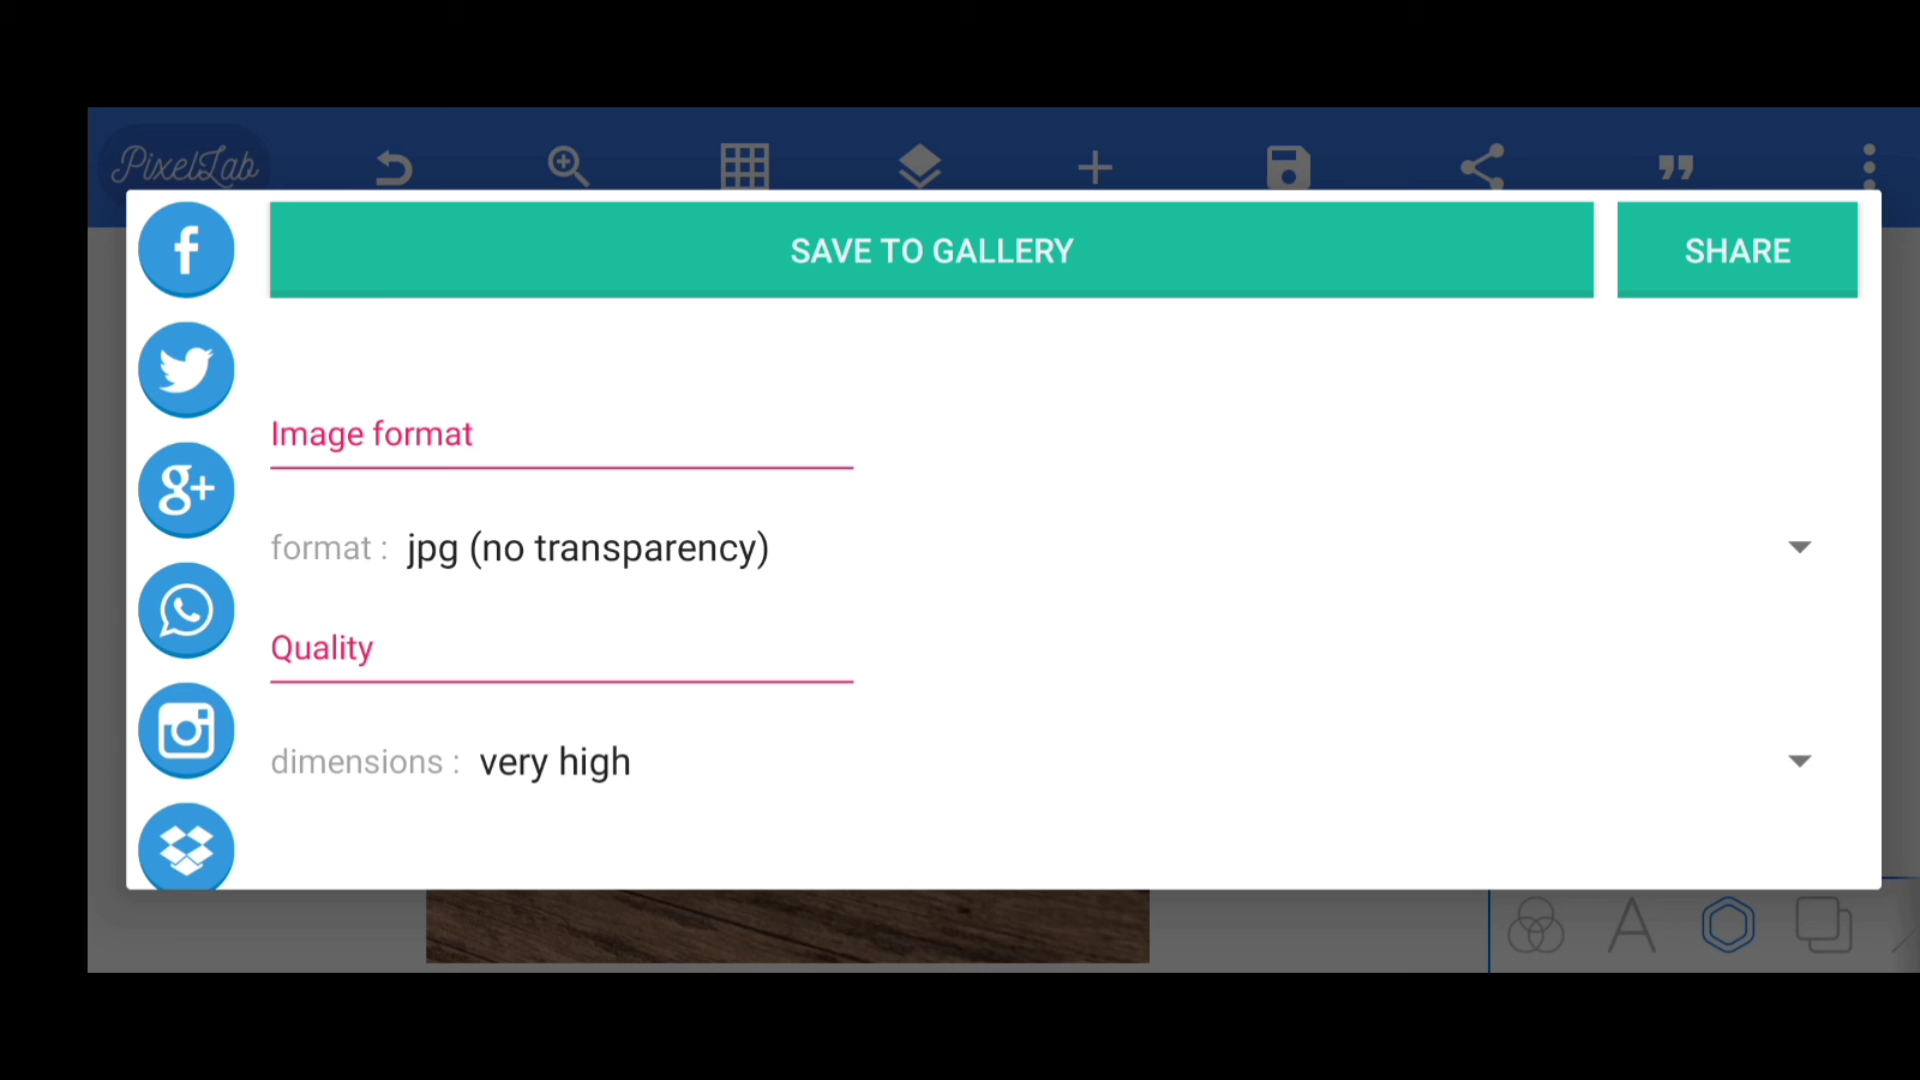 PixelLab
SAVE TO GALLERY
SHARE
Image format
format : jpg (no transparency)
Quality
dimensions : very high